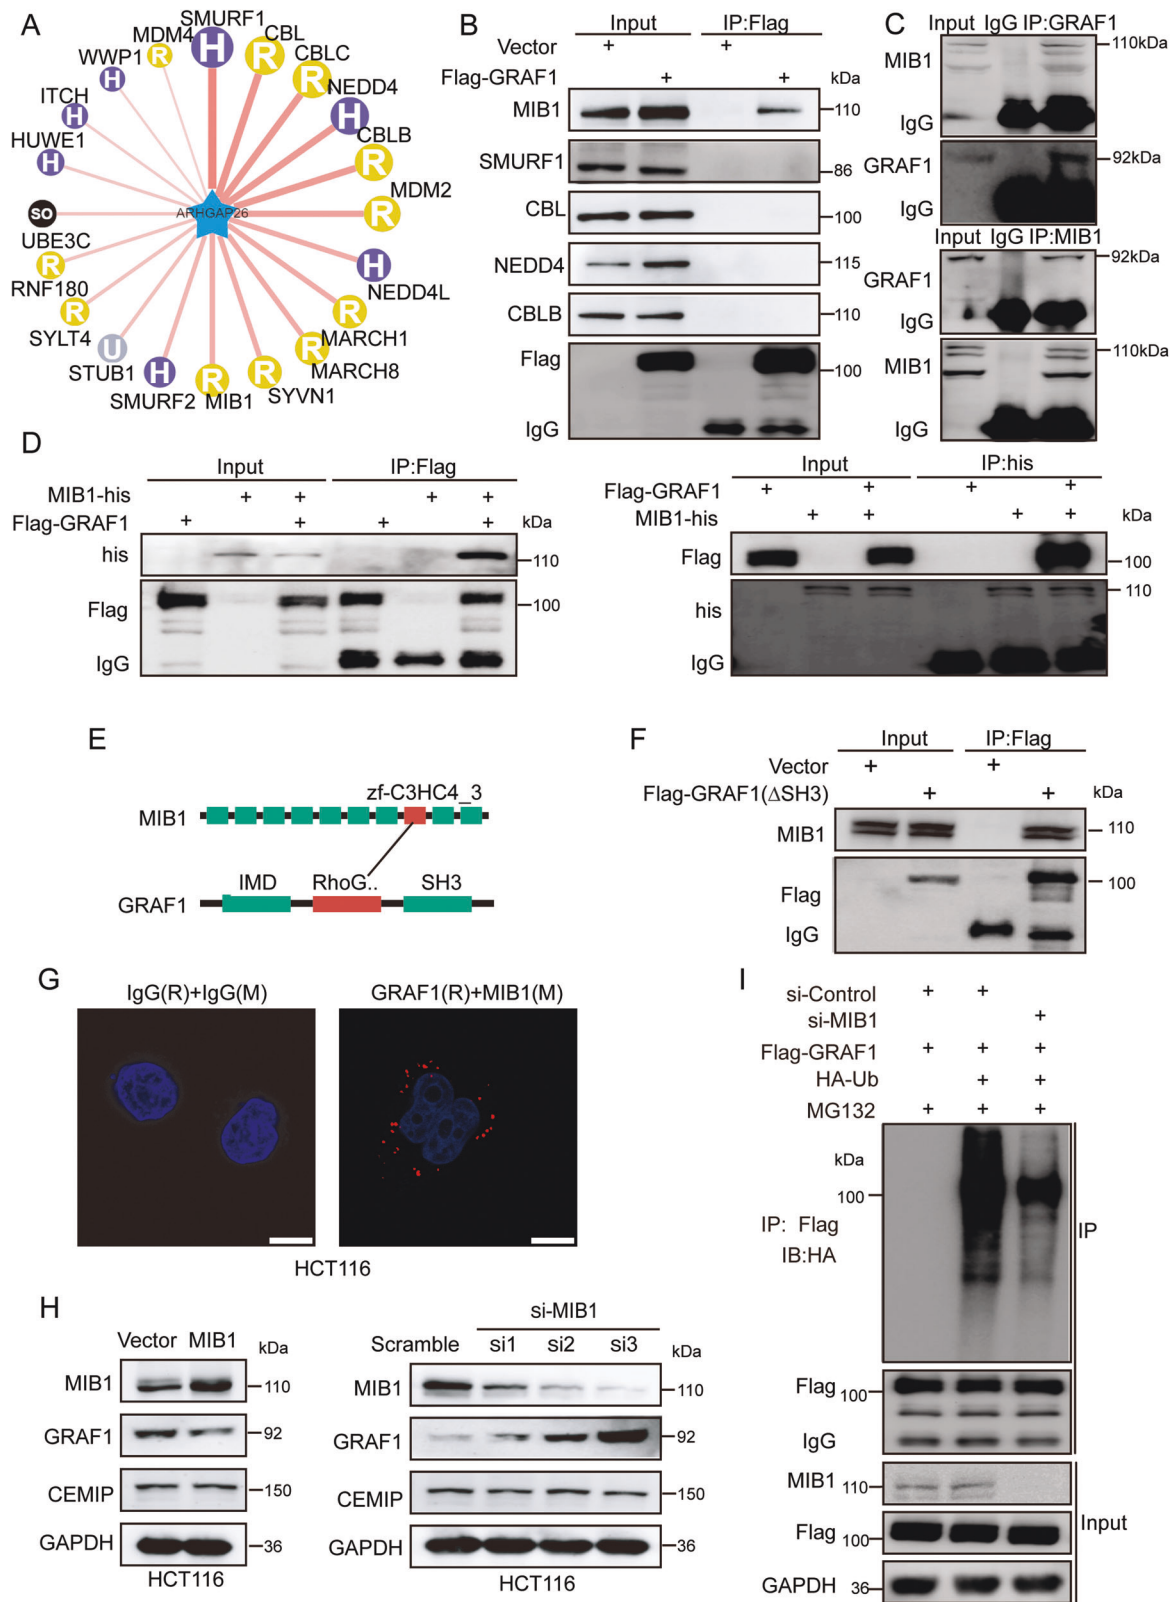 A
SMURF1
CBL
CBLC
NEDD4
CBLB
MDM2
NEDD4L
MARCH1
MARCH8
SYVN1
MIB1
SMURF2
STUB1
SYLT4
RNF180
UBE3C
HUWE1
ITCH
WWP1
MDM4
H
R
R
H
R
R
H
R
R
R
R
H
U
R
R
SO
H
H
H
R
ARHGAP26
B
Input IP:Flag
Vector + +
Flag-GRAF1 + + kDa
MIB1 110
SMURF1 86
CBL 100
NEDD4 115
CBLB 110
Flag 100
IgG
C
Input IgG IP:GRAF1
MIB1 110kDa
IgG
GRAF1 92kDa
IgG
Input IgG IP:MIB1
GRAF1 92kDa
IgG
MIB1 110kDa
IgG
D
Input IP:Flag
MIB1-his + + + +
Flag-GRAF1 + + + + kDa
his 110
Flag 100
IgG
Input IP:his
Flag-GRAF1 + + + +
MIB1-his + + + + kDa
Flag 100
his 110
IgG
E
zf-C3HC4_3
MIB1
IMD RhoG.. SH3
GRAF1
F
Input IP:Flag
Vector + +
Flag-GRAF1(ΔSH3) + + kDa
MIB1 110
Flag 100
IgG
G
IgG(R)+IgG(M) GRAF1(R)+MIB1(M)
HCT116
H
Vector MIB1 kDa
MIB1 110
GRAF1 92
CEMIP 150
GAPDH 36
HCT116
si-MIB1
Scramble si1 si2 si3 kDa
MIB1 110
GRAF1 92
CEMIP 150
GAPDH 36
HCT116
I
si-Control + +
si-MIB1 +
Flag-GRAF1 + + +
HA-Ub + +
MG132 + + +
kDa
100
IP: Flag
IB:HA
IP
Flag 100
IgG
MIB1 110
Flag 100
Input
GAPDH 36